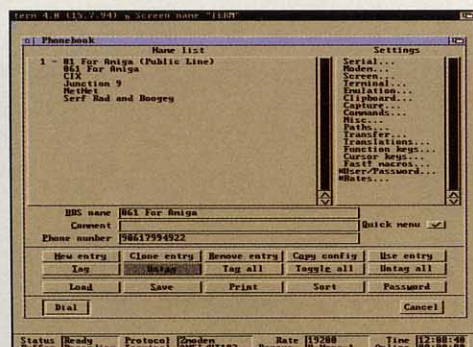 term 4.0 (15.7.94) Screen name "TERM"
Phonebook
Name list
1 - 01 For Amiga (Public Line)
061 For Amiga
CIX
Junction 9
NetNet
Serf Rad and Boogey
Settings
Serial...
Modem...
Screen...
Terminal...
Emulation...
Clipboard...
Capture...
Commands...
Misc...
Paths...
Transfer...
Translations...
Function keys...
Cursor keys...
Fast! macros...
*User/Password...
*Rates...
BBS name 061 For Amiga
Comment
Quick menu
Phone number 90617994922
New entry Clone entry Remove entry Copy config Use entry
Tag Untag Tag all Toggle all Untag all
Load Save Print Sort Password
Dial Cancel
Status Ready Protocol Zmodem Rate 19200 Time 12:08:40
Online 00:00:00